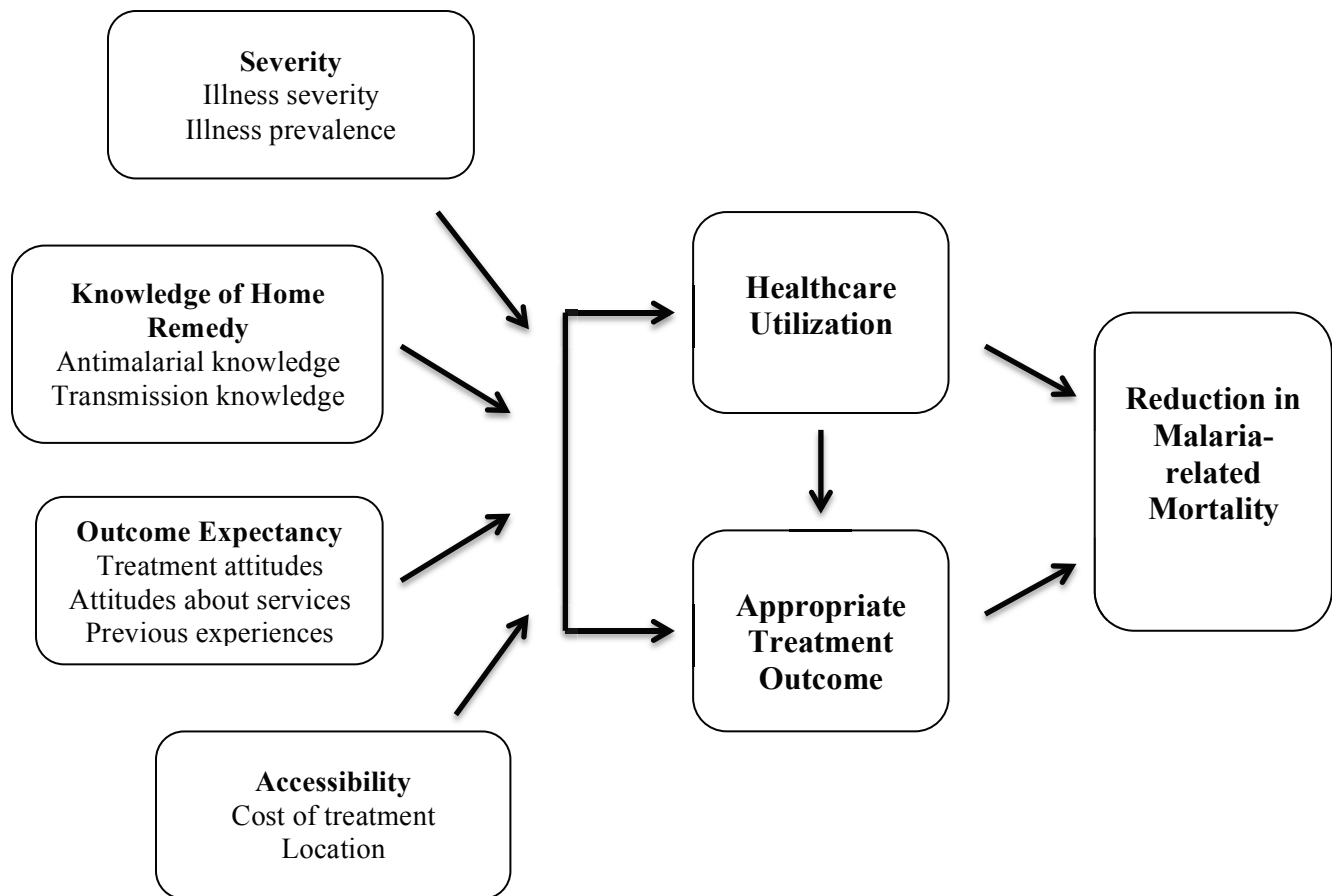 Severity
Illness severity
Illness prevalence
Knowledge of Home
Remedy
Antimalarial knowledge
Transmission knowledge
Outcome Expectancy
Treatment attitudes
Attitudes about services
Previous experiences
Accessibility
Cost of treatment
Location
Healthcare
Utilization
Appropriate
Treatment
Outcome
Reduction in
Malaria-
related
Mortality